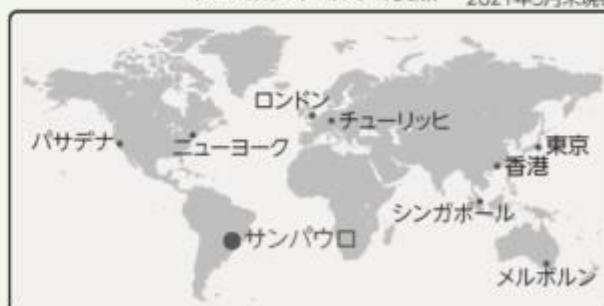 ロンドン
チューリッヒ
パサデナ
ニューヨーク
東京
香港
シンガポール
サンパウロ
メルボルン